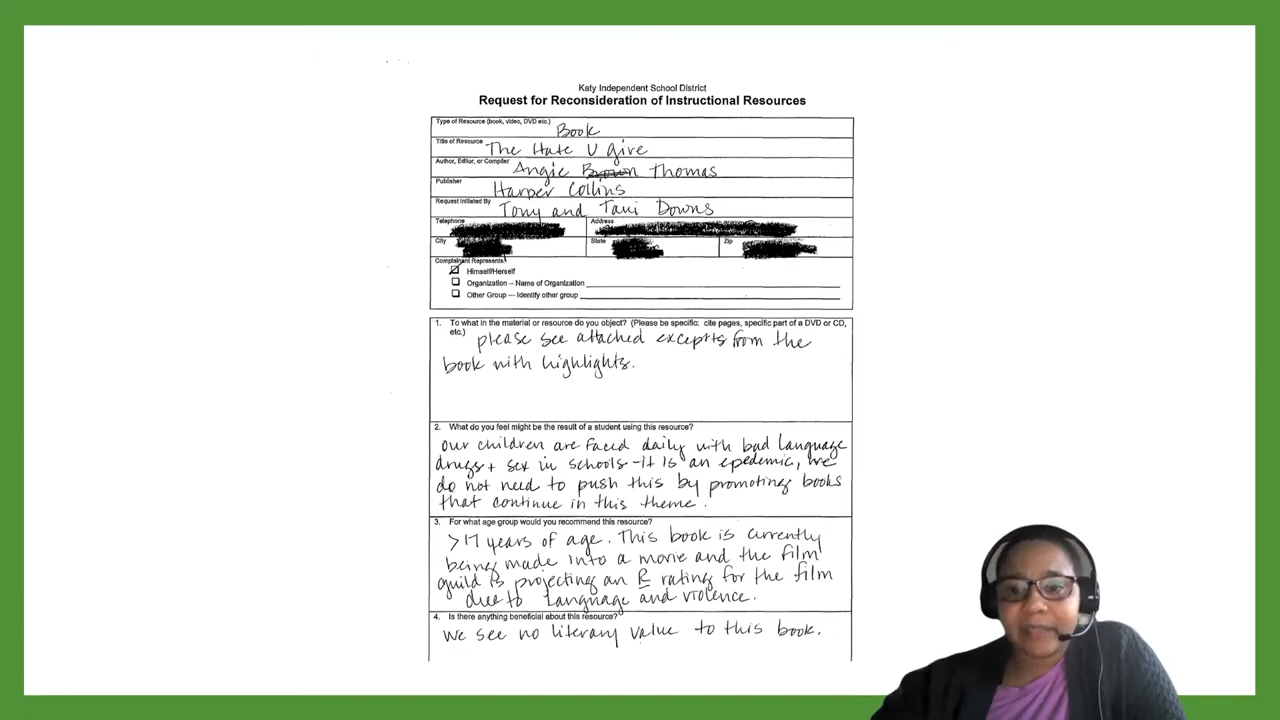 Katy Independent School District
Request for Reconsideration of Instructional Resources
Type of Resource (book, video, DVD etc.) Book
Title of Resource The Hate U Give
Author, Editor, or Compiler Angie Brown Thomas
Publisher Harper Collins
Request Initiated By Tony and Tani Downs
Telephone Address
City State Zip
Complainant Represents:
Himself/Herself
Organization -- Name of Organization
Other Group --- Identify other group
1. To what in the material or resource do you object? (Please be specific: cite pages, specific part of a DVD or CD,
etc.) please see attached exceprts from the
book with highlights.
2. What do you feel might be the result of a student using this resource?
our children are faced daily with bad language
drugs + sex in schools - it is an epedemic, we
do not need to push this by promoting books
that continue in this theme.
3. For what age group would you recommend this resource?
>17 years of age. This book is currently
being made into a movie and the film
guild is projecting an R rating for the film
due to language and violence.
4. Is there anything beneficial about this resource?
we see no literary value to this book.